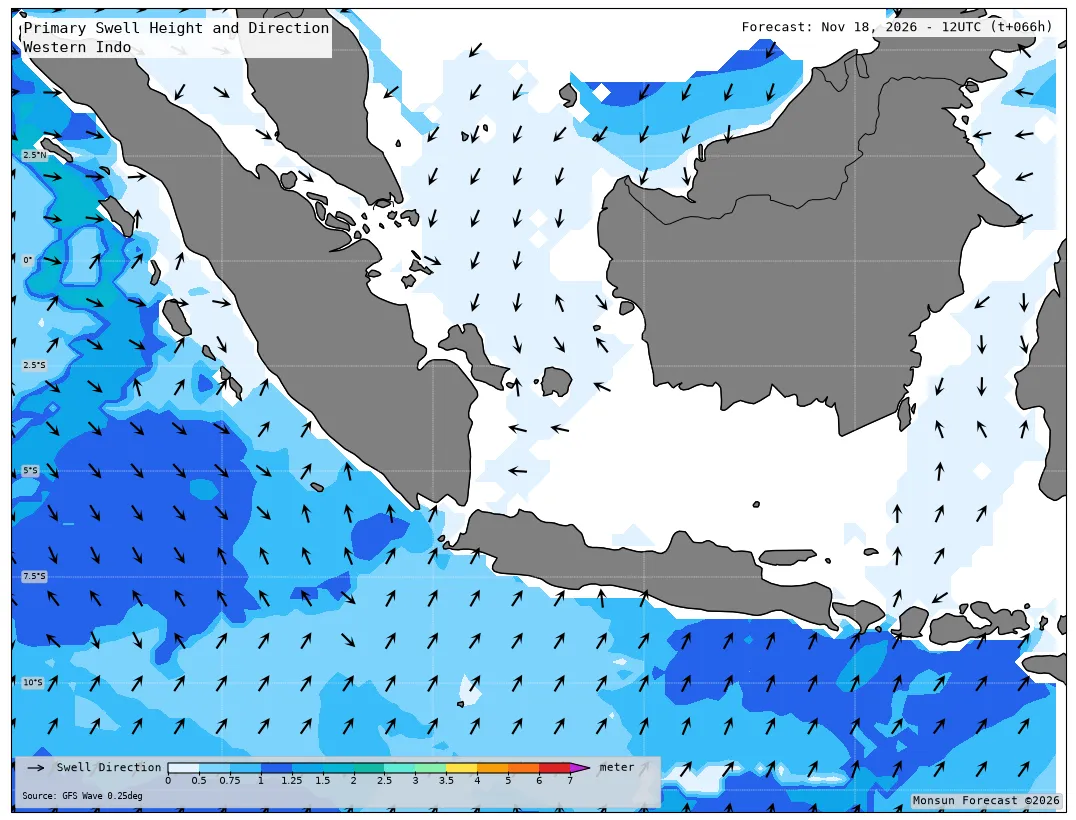 Primary Swell Height and Direction
Western Indo
Forecast: Nov 18, 2026 - 12UTC (t+066h)
2.5°N
0°
2.5°S
5°S
7.5°S
10°S
Swell Direction
meter
0 0.5 0.75 1 1.25 1.5 2 2.5 3 3.5 4 5 6 7
Source: GFS Wave 0.25deg
Monsun Forecast ©2026